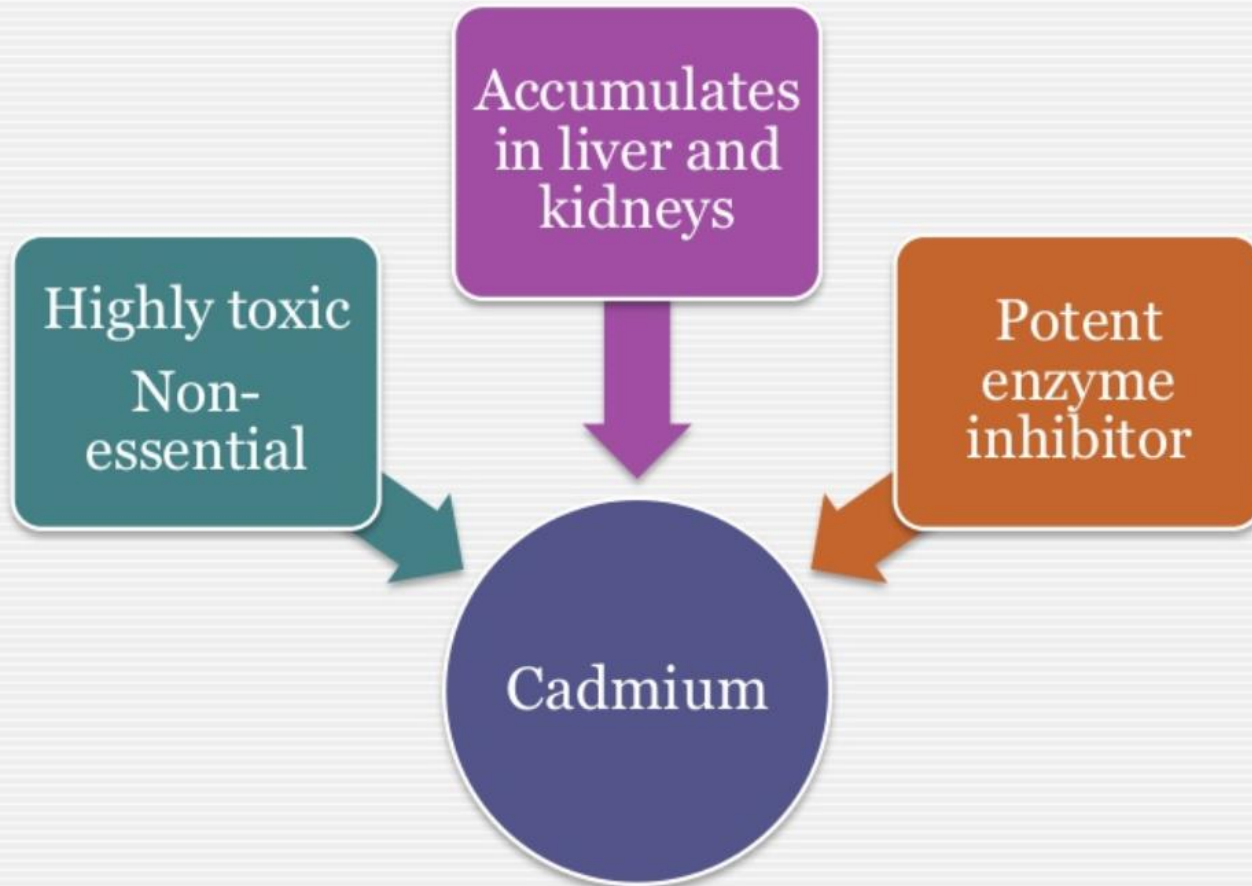 Accumulates
in liver and
kidneys
Highly toxic
Non-
essential
Potent
enzyme
inhibitor
Cadmium